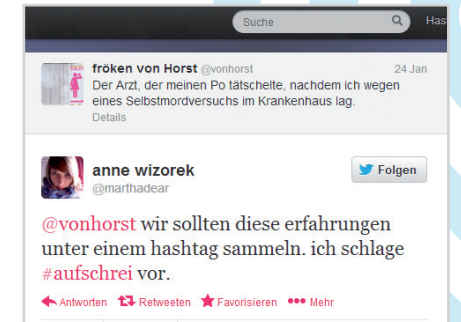 Suche
Has
fröken von Horst @vonhorst 24 Jan
Der Arzt, der meinen Po tätschelte, nachdem ich wegen
eines Selbstmordversuchs im Krankenhaus lag.
Details
anne wizorek
@marthadear
Folgen
@vonhorst wir sollten diese erfahrungen
unter einem hashtag sammeln. ich schlage
#aufschrei vor.
Antworten Retweeten Favorisieren Mehr